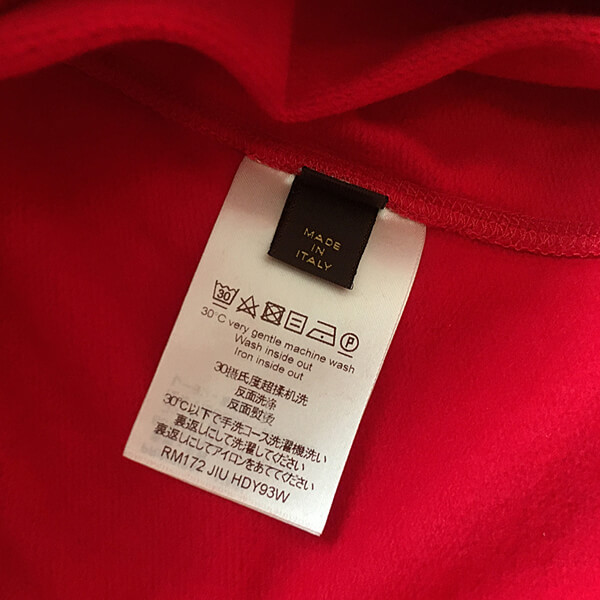 MADE
IN
ITALY
30 P
30°C very gentle machine wash
Wash inside out
Iron inside out
30摄氏度超揉机洗
反面洗涤
反面熨烫
30℃以下で手洗コース洗濯機洗い
裏返しにして洗濯してください
裏返しにアイロンをあててください
RM172 JIU HDY93W